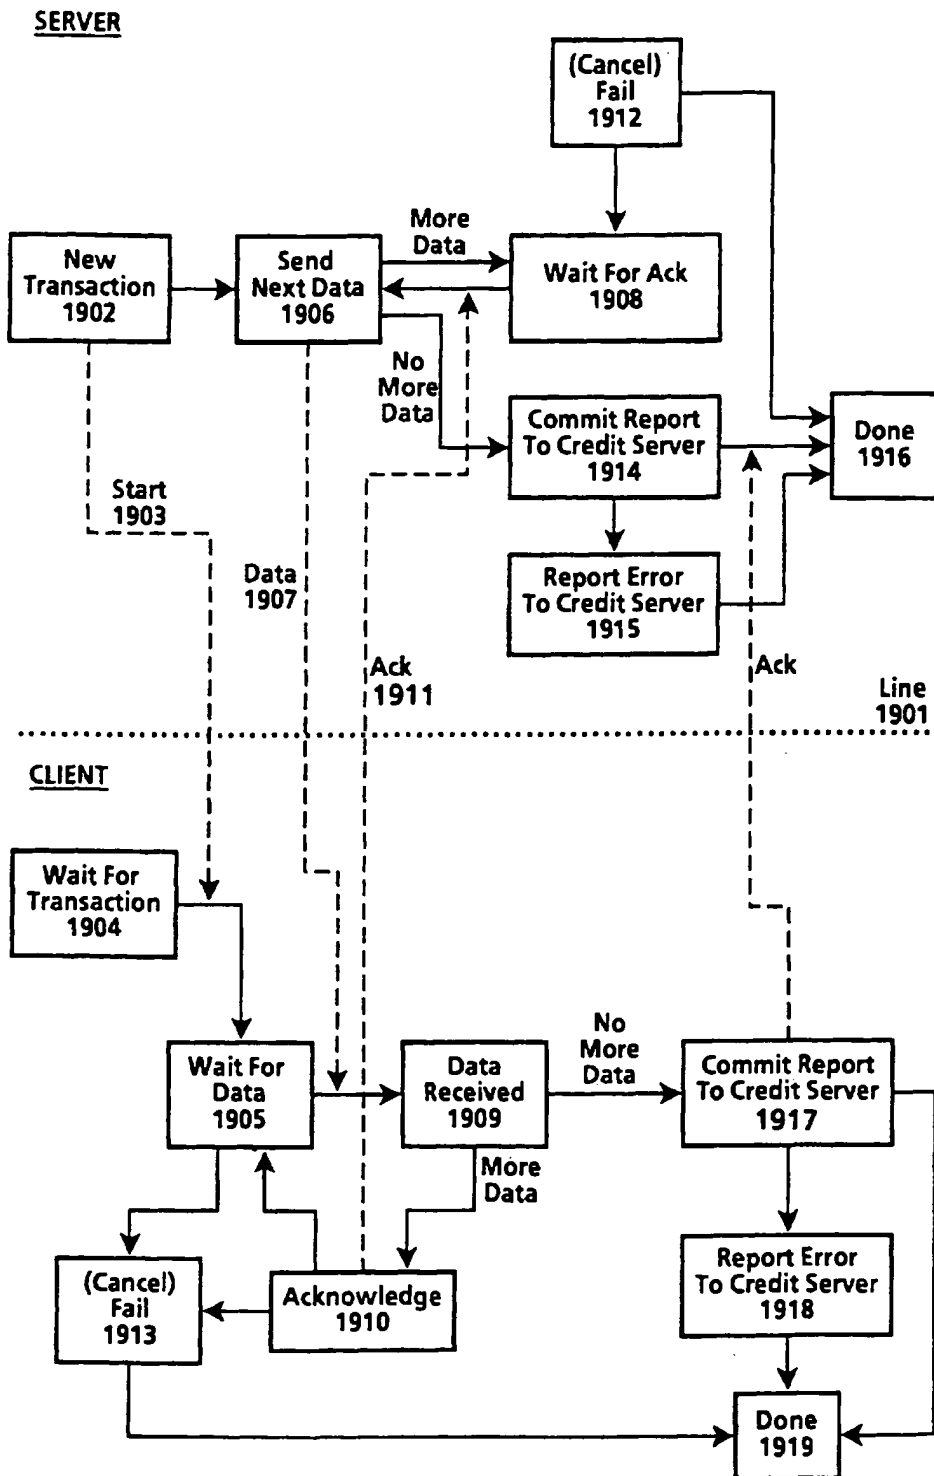 SERVER
(Cancel)
Fail
1912
New
Transaction
1902
Send
Next Data
1906
More
Data
Wait For Ack
1908
No
More
Data
Commit Report
To Credit Server
1914
Done
1916
Start
1903
Data
1907
Report Error
To Credit Server
1915
Ack
1911
Ack
Line
1901
CLIENT
Wait For
Transaction
1904
Wait For
Data
1905
Data
Received
1909
No
More
Data
Commit Report
To Credit Server
1917
More
Data
(Cancel)
Fail
1913
Acknowledge
1910
Report Error
To Credit Server
1918
Done
1919